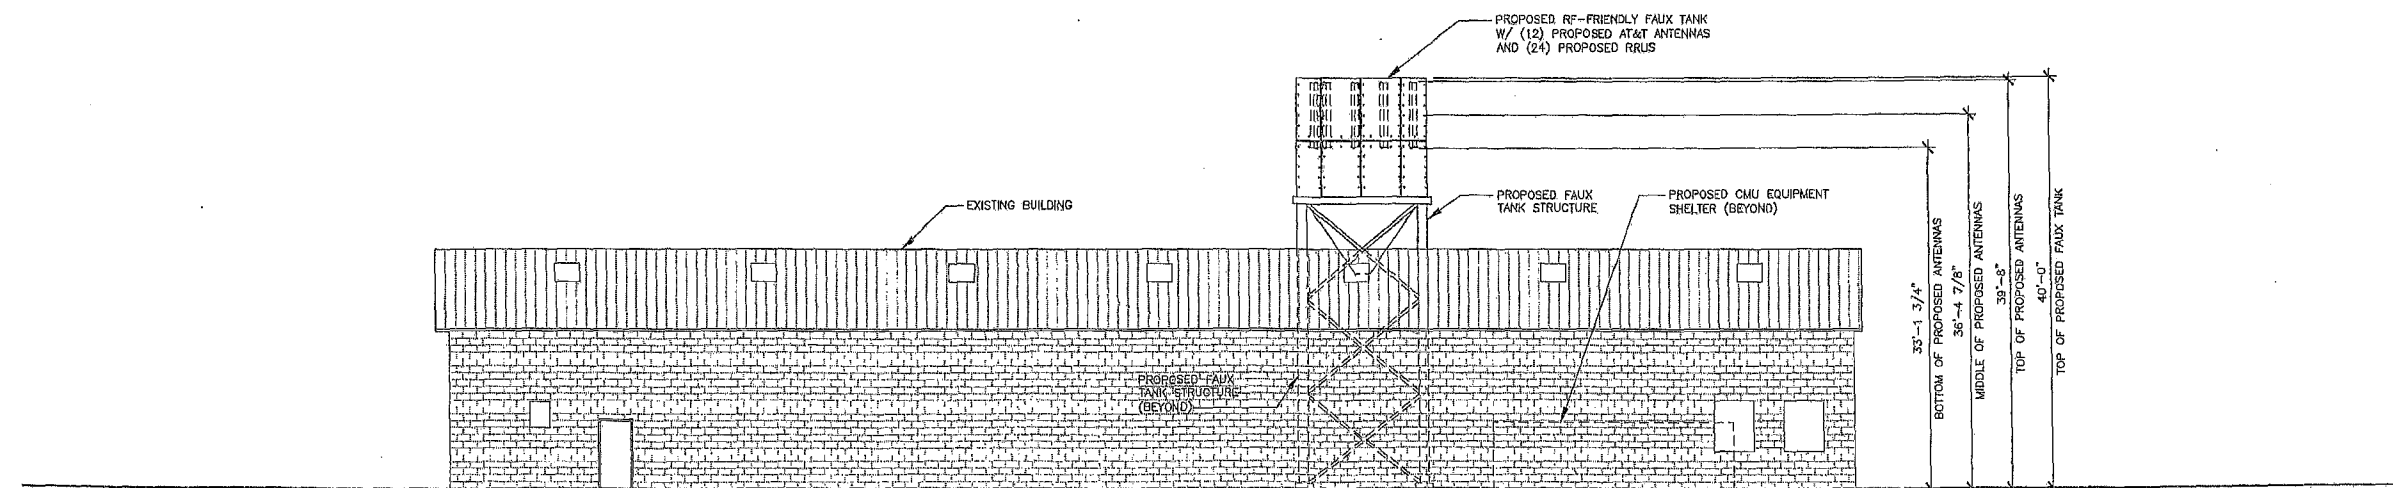 PROPOSED RF-FRIENDLY FAUX TANK
W/ (12) PROPOSED AT&T ANTENNAS
AND (24) PROPOSED RRUS
EXISTING BUILDING
PROPOSED FAUX
TANK STRUCTURE
PROPOSED CMU EQUIPMENT
SHELTER (BEYOND)
PROPOSED FAUX
TANK STRUCTURE
(BEYOND)
33'-1 3/4"
BOTTOM OF PROPOSED ANTENNAS
36'-4 7/8"
MIDDLE OF PROPOSED ANTENNAS
39'-8"
TOP OF PROPOSED ANTENNAS
40'-0"
TOP OF PROPOSED FAUX TANK